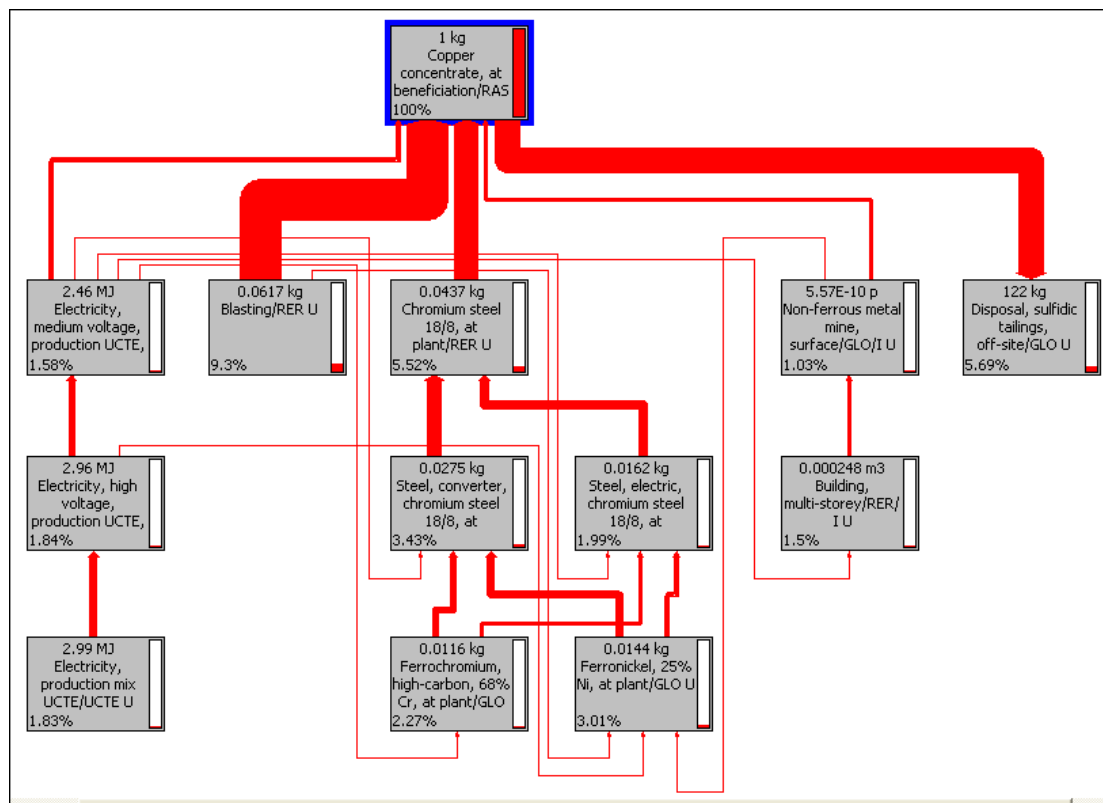 1 kg
Copper
concentrate, at
beneficiation/RAS
100%
2.46 MJ
Electricity,
medium voltage,
production UCTE,
1.58%
0.0617 kg
Blasting/RER U
9.3%
0.0437 kg
Chromium steel
18/8, at
plant/RER U
5.52%
5.57E-10 p
Non-ferrous metal
mine,
surface/GLO/I U
1.03%
122 kg
Disposal, sulfidic
tailings,
off-site/GLO U
5.69%
2.96 MJ
Electricity, high
voltage,
production UCTE,
1.84%
0.0275 kg
Steel, converter,
chromium steel
18/8, at
3.43%
0.0162 kg
Steel, electric,
chromium steel
18/8, at
1.99%
0.000248 m3
Building,
multi-storey/RER/
I U
1.5%
2.99 MJ
Electricity,
production mix
UCTE/UCTE U
1.83%
0.0116 kg
Ferrochromium,
high-carbon, 68%
Cr, at plant/GLO
2.27%
0.0144 kg
Ferronickel, 25%
Ni, at plant/GLO U
3.01%